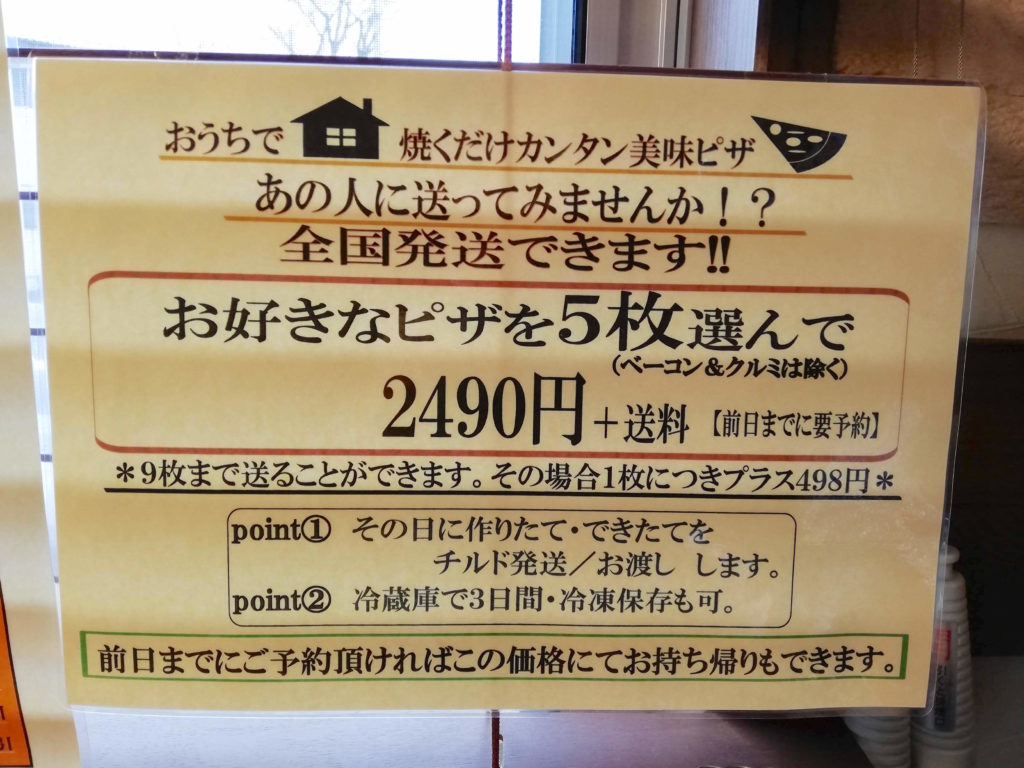 おうちで 焼くだけカンタン美味ピザ
あの人に送ってみませんか！？
全国発送できます!!
お好きなピザを5枚選んで
（ベーコン＆クルミは除く）
2490円＋送料 【前日までに要予約】
＊9枚まで送ることができます。その場合1枚につきプラス498円＊
point① その日に作りたて・できたてを
チルド発送／お渡し します。
point② 冷蔵庫で3日間・冷凍保存も可。
前日までにご予約頂ければこの価格にてお持ち帰りもできます。